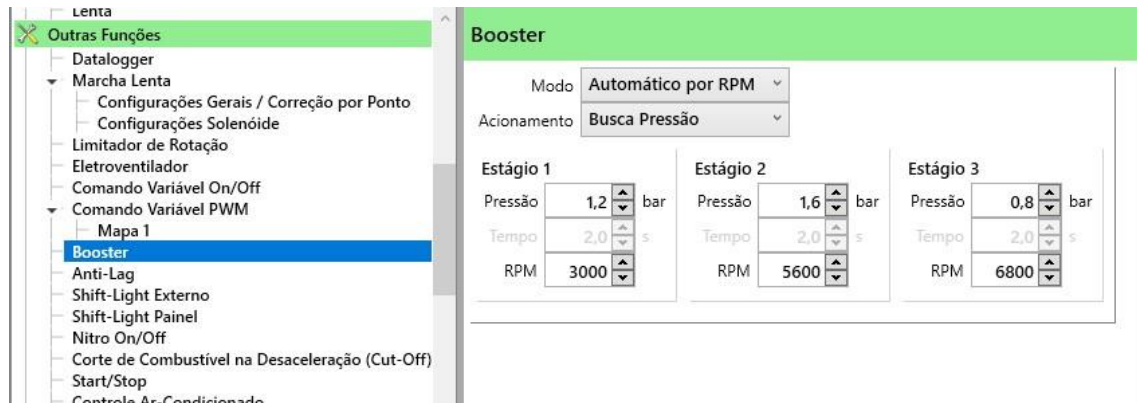 Lenta
Outras Funções
Datalogger
Marcha Lenta
Configurações Gerais / Correção por Ponto
Configurações Solenóide
Limitador de Rotação
Eletroventilador
Comando Variável On/Off
Comando Variável PWM
Mapa 1
Booster
Anti-Lag
Shift-Light Externo
Shift-Light Painel
Nitro On/Off
Corte de Combustível na Desaceleração (Cut-Off)
Start/Stop
Controle Ar-Condicionado
Booster
Modo Automático por RPM
Acionamento Busca Pressão
Estágio 1
Pressão 1,2 bar
Tempo 2,0 s
RPM 3000
Estágio 2
Pressão 1,6 bar
Tempo 2,0 s
RPM 5600
Estágio 3
Pressão 0,8 bar
Tempo 2,0 s
RPM 6800